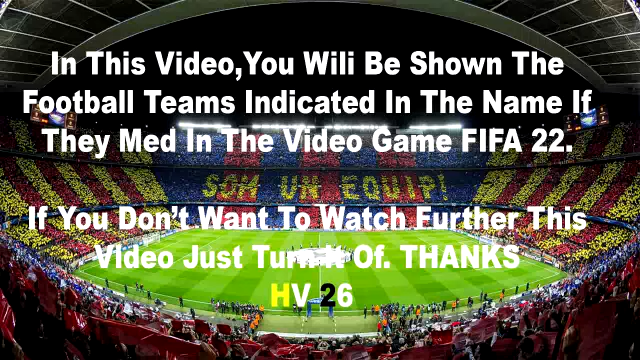 In This Video,You Wili Be Shown The
Football Teams Indicated In The Name If
They Med In The Video Game FIFA 22.
SOM UN EQUIP!
If You Don't Want To Watch Further This
Video Just Turn It Of. THANKS
HV 26